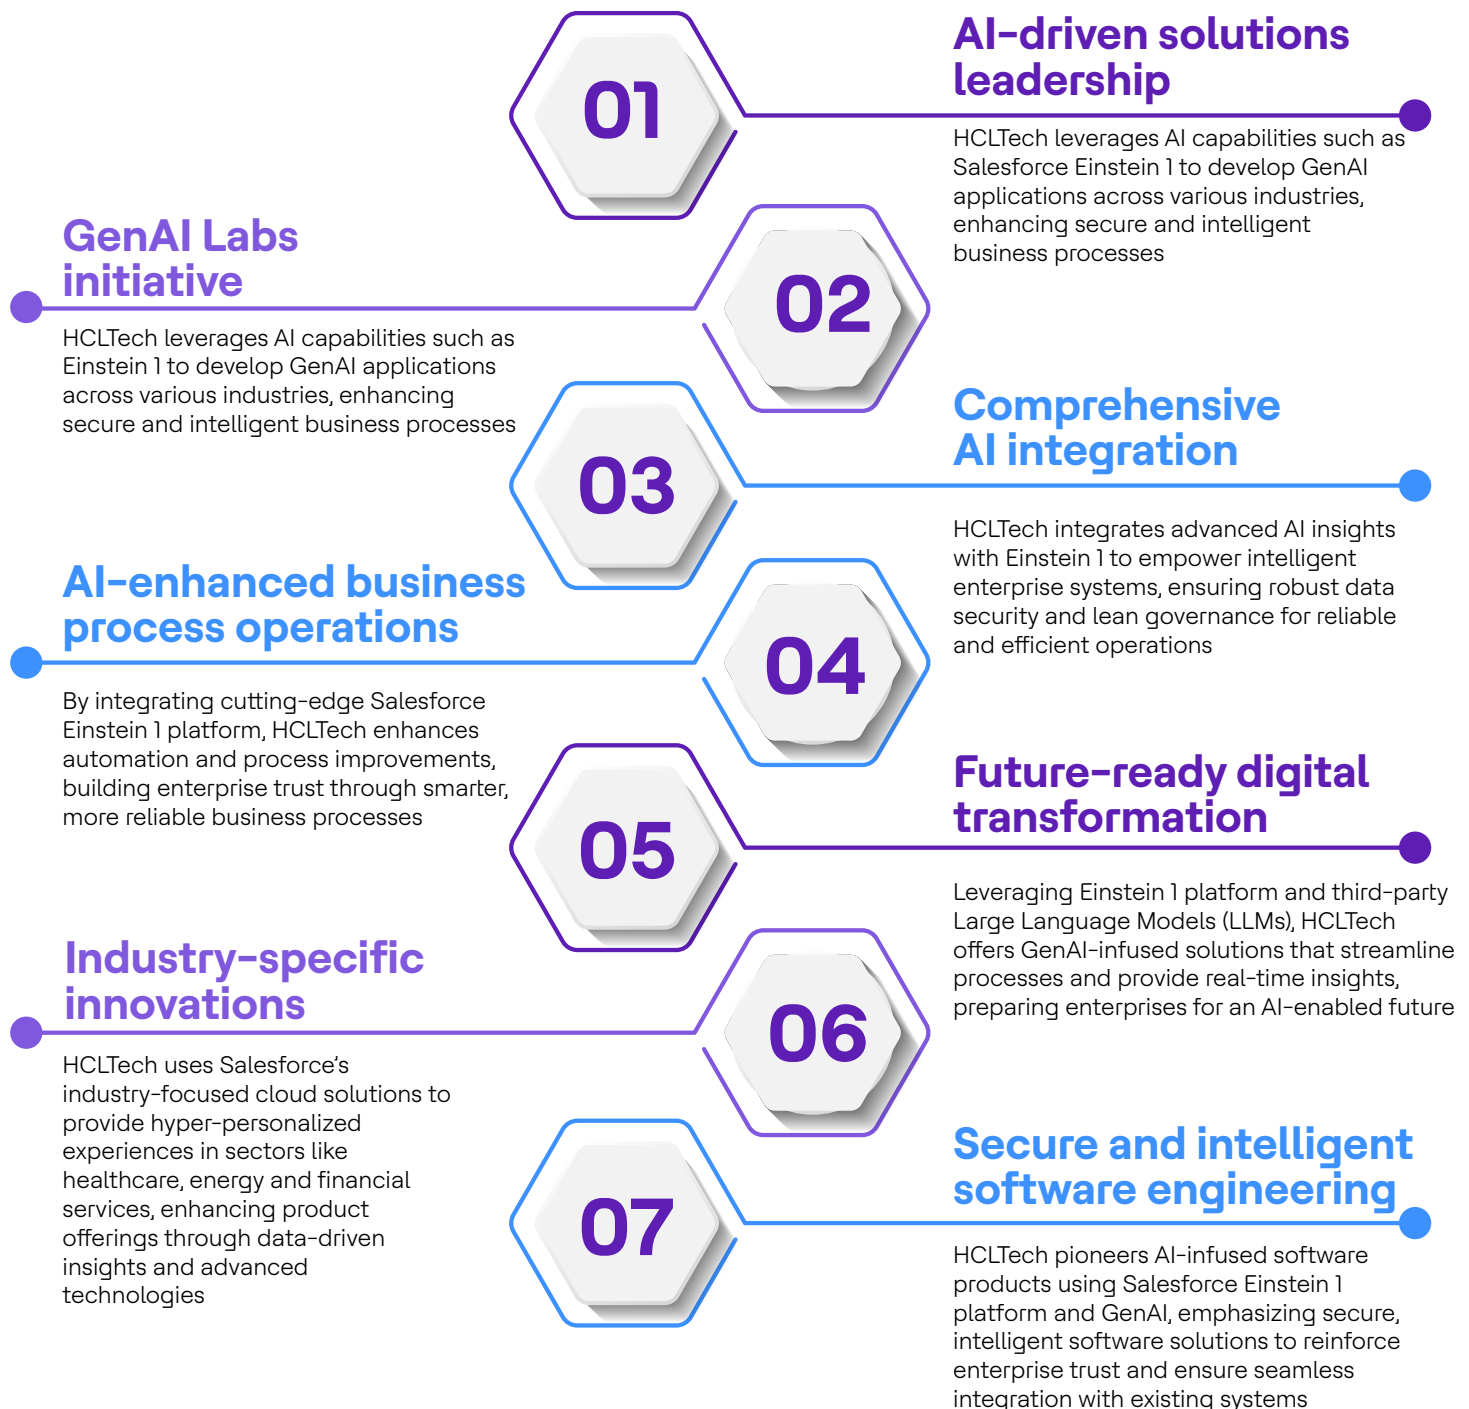 01
AI-driven solutions
leadership
HCLTech leverages AI capabilities such as
Salesforce Einstein 1 to develop GenAI
applications across various industries,
enhancing secure and intelligent
business processes
GenAI Labs
initiative
02
HCLTech leverages AI capabilities such as
Einstein 1 to develop GenAI applications
across various industries, enhancing
secure and intelligent business processes
03
Comprehensive
AI integration
HCLTech integrates advanced AI insights
with Einstein 1 to empower intelligent
enterprise systems, ensuring robust data
security and lean governance for reliable
and efficient operations
AI-enhanced business
process operations
04
By integrating cutting-edge Salesforce
Einstein 1 platform, HCLTech enhances
automation and process improvements,
building enterprise trust through smarter,
more reliable business processes
05
Future-ready digital
transformation
Leveraging Einstein 1 platform and third-party
Large Language Models (LLMs), HCLTech
offers GenAI-infused solutions that streamline
processes and provide real-time insights,
preparing enterprises for an AI-enabled future
Industry-specific
innovations
06
HCLTech uses Salesforce’s
industry-focused cloud solutions to
provide hyper-personalized
experiences in sectors like
healthcare, energy and financial
services, enhancing product
offerings through data-driven
insights and advanced
technologies
07
Secure and intelligent
software engineering
HCLTech pioneers AI-infused software
products using Salesforce Einstein 1
platform and GenAI, emphasizing secure,
intelligent software solutions to reinforce
enterprise trust and ensure seamless
integration with existing systems